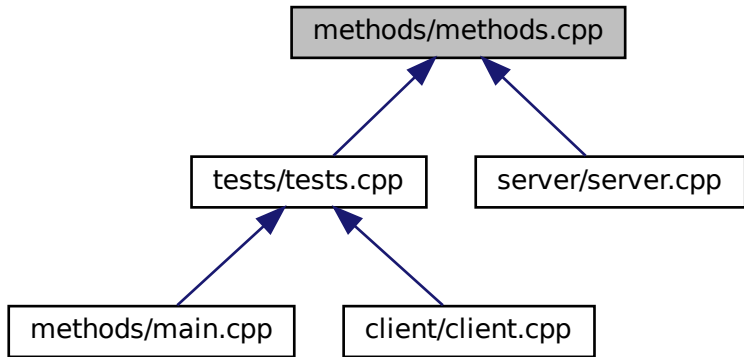 methods/methods.cpp
tests/tests.cpp
server/server.cpp
methods/main.cpp
client/client.cpp